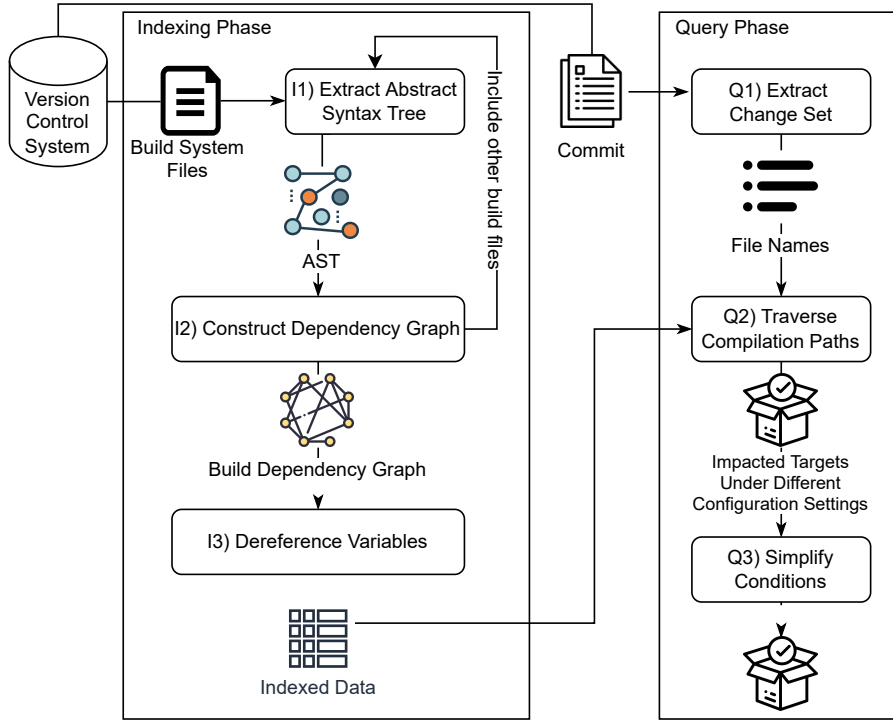 Indexing Phase
Version
Control
System
Build System
Files
I1) Extract Abstract
Syntax Tree
Include other build files
AST
I2) Construct Dependency Graph
Build Dependency Graph
I3) Dereference Variables
Indexed Data
Commit
Query Phase
Q1) Extract
Change Set
File Names
Q2) Traverse
Compilation Paths
Impacted Targets
Under Different
Configuration Settings
Q3) Simplify
Conditions